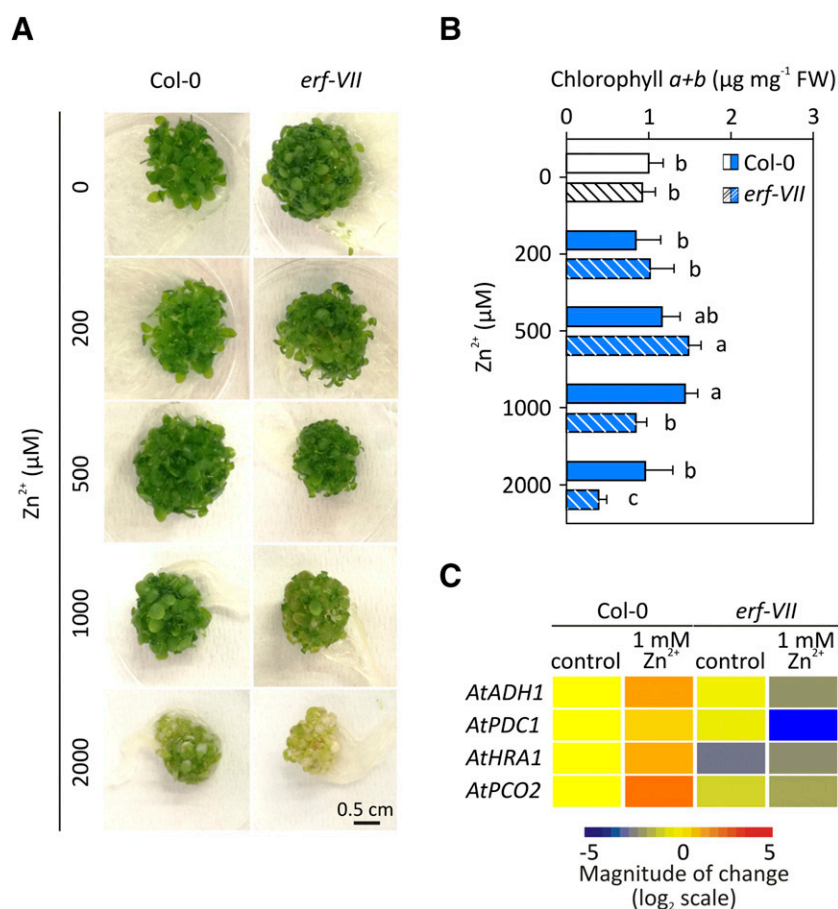 A
Col-0 erf-VII
Zn²⁺ (µM)
0
200
500
1000
2000
0.5 cm
B
Chlorophyll a+b (µg mg⁻¹ FW)
0 1 2 3
Zn²⁺ (µM)
0
200
500
1000
2000
b
b
b
b
ab
a
a
b
b
c
Col-0
erf-VII
C
Col-0 erf-VII
control 1 mM Zn²⁺ control 1 mM Zn²⁺
AtADH1
AtPDC1
AtHRA1
AtPCO2
-5 0 5
Magnitude of change
(log₂ scale)